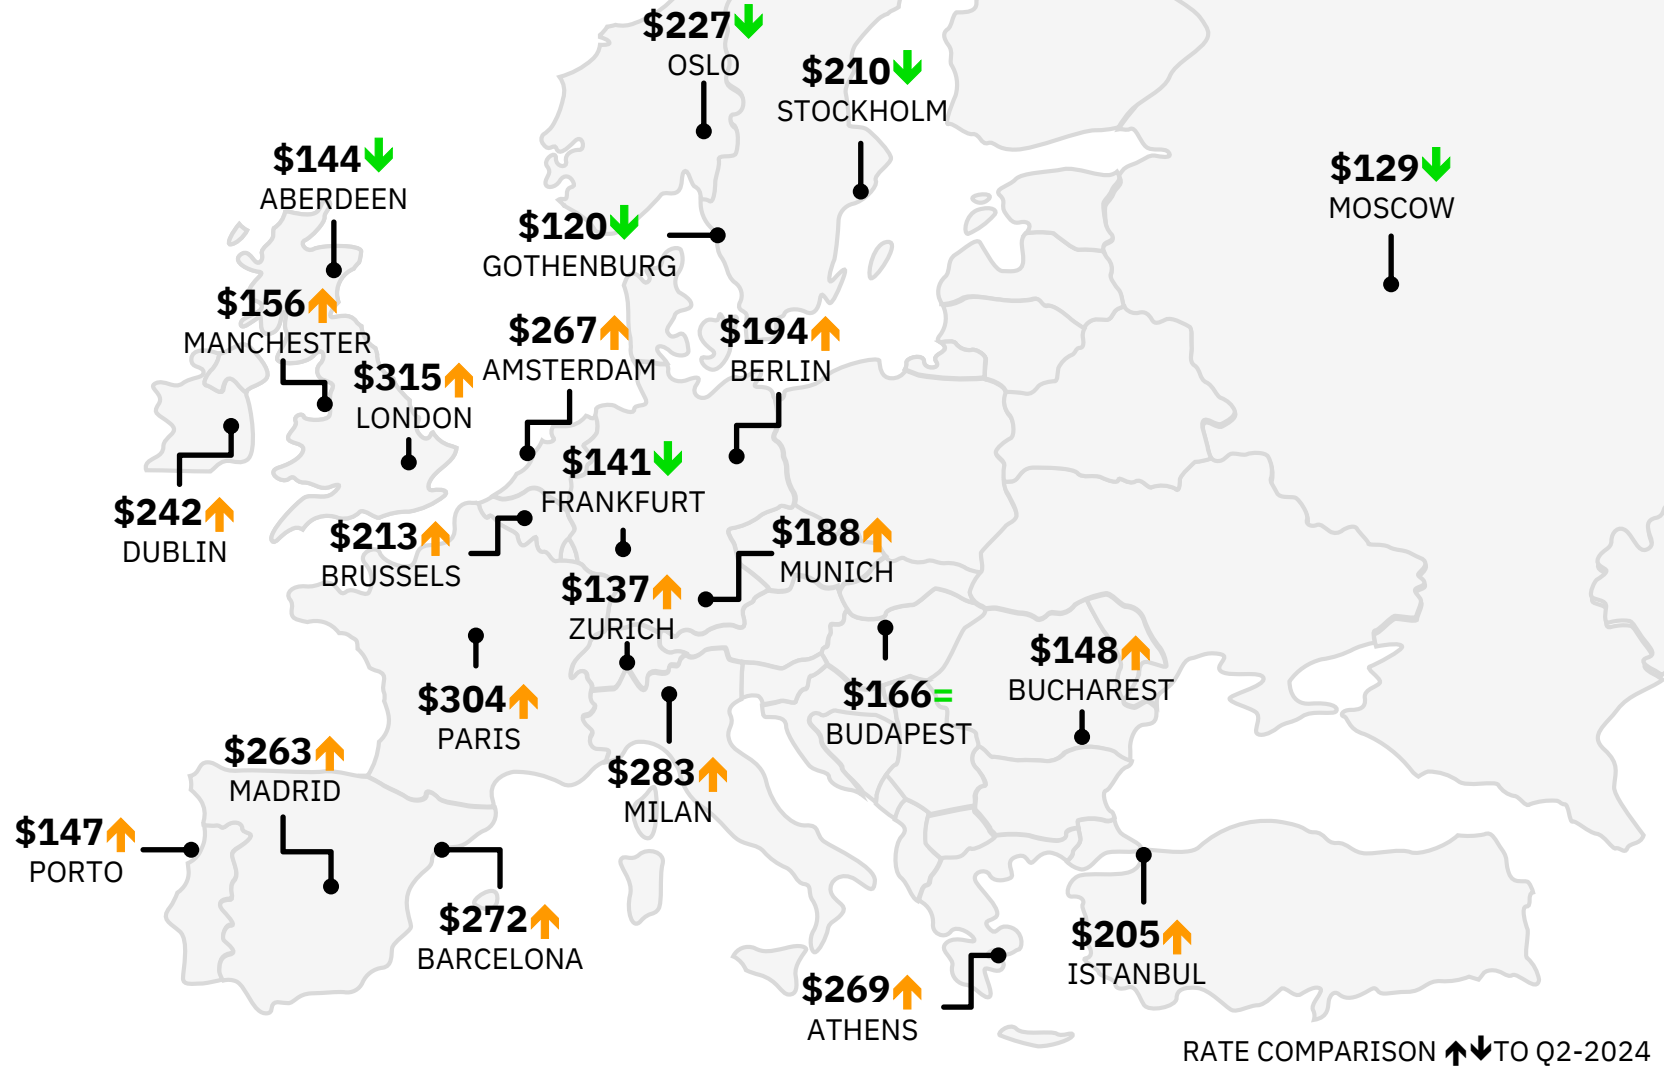 $227
OSLO
$210
STOCKHOLM
$144
ABERDEEN
$129
MOSCOW
$120
GOTHENBURG
$156
MANCHESTER
$267
AMSTERDAM
$194
BERLIN
$315
LONDON
$141
FRANKFURT
$242
DUBLIN
$213
BRUSSELS
$188
MUNICH
$137
ZURICH
$148
BUCHAREST
$304
PARIS
$166=
BUDAPEST
$263
MADRID
$283
MILAN
$147
PORTO
$272
BARCELONA
$205
ISTANBUL
$269
ATHENS
RATE COMPARISON ↑↓TO Q2-2024